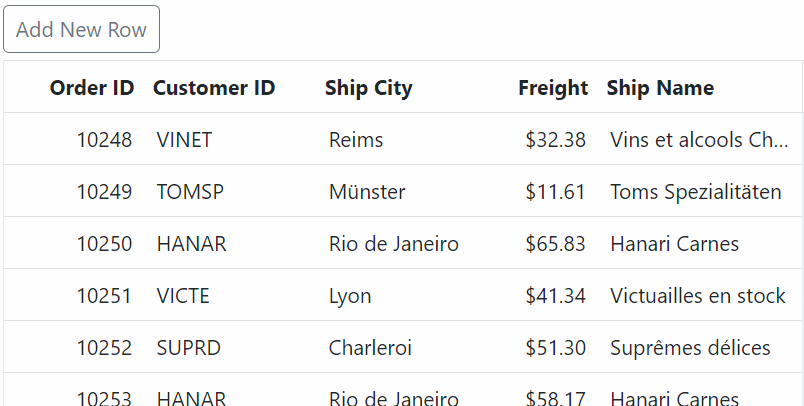 Add New Row
Order ID Customer ID Ship City Freight Ship Name
10248 VINET Reims $32.38 Vins et alcools Ch...
10249 TOMSP Münster $11.61 Toms Spezialitäten
10250 HANAR Rio de Janeiro $65.83 Hanari Carnes
10251 VICTE Lyon $41.34 Victuailles en stock
10252 SUPRD Charleroi $51.30 Suprêmes délices
10253 HANAR Rio de Janeiro $58.17 Hanari Carnes